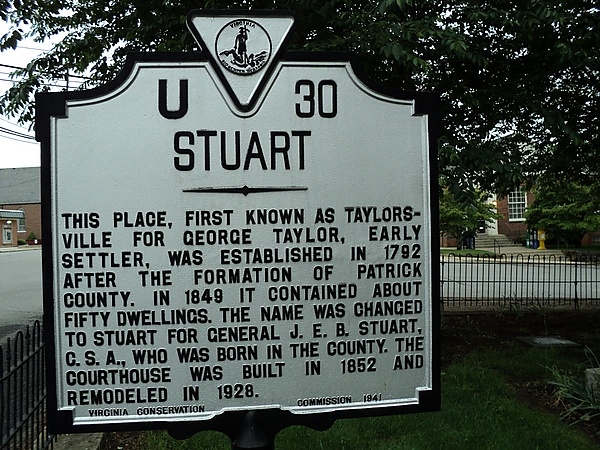 VIRGINIA
U 30
STUART
THIS PLACE, FIRST KNOWN AS TAYLORS-
VILLE FOR GEORGE TAYLOR, EARLY
SETTLER, WAS ESTABLISHED IN 1792
AFTER THE FORMATION OF PATRICK
COUNTY. IN 1849 IT CONTAINED ABOUT
FIFTY DWELLINGS. THE NAME WAS CHANGED
TO STUART FOR GENERAL J. E. B. STUART,
C. S. A., WHO WAS BORN IN THE COUNTY. THE
COURTHOUSE WAS BUILT IN 1852 AND
REMODELED IN 1928.
VIRGINIA CONSERVATION COMMISSION 1941